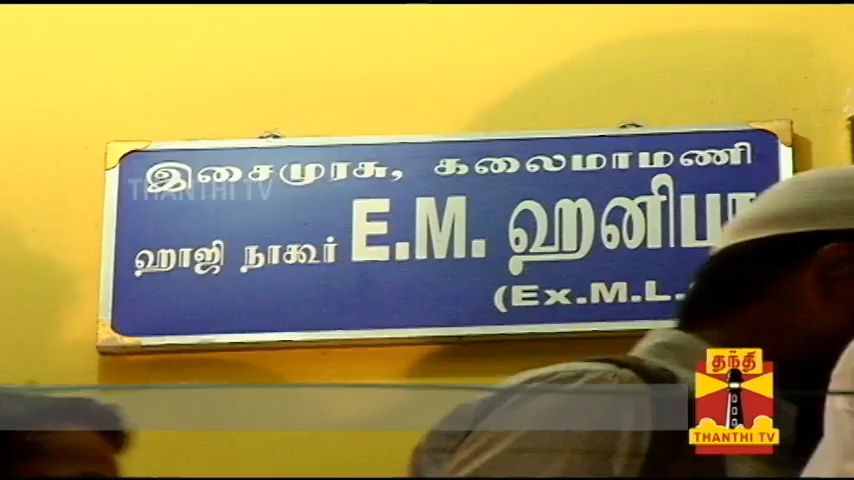 இசைமுரசு, கலைமாமணி
ஹாஜி நாகூர் E.M. ஹனிபா
(Ex.M.L.
THANTHI TV
தந்தி
THANTHI TV